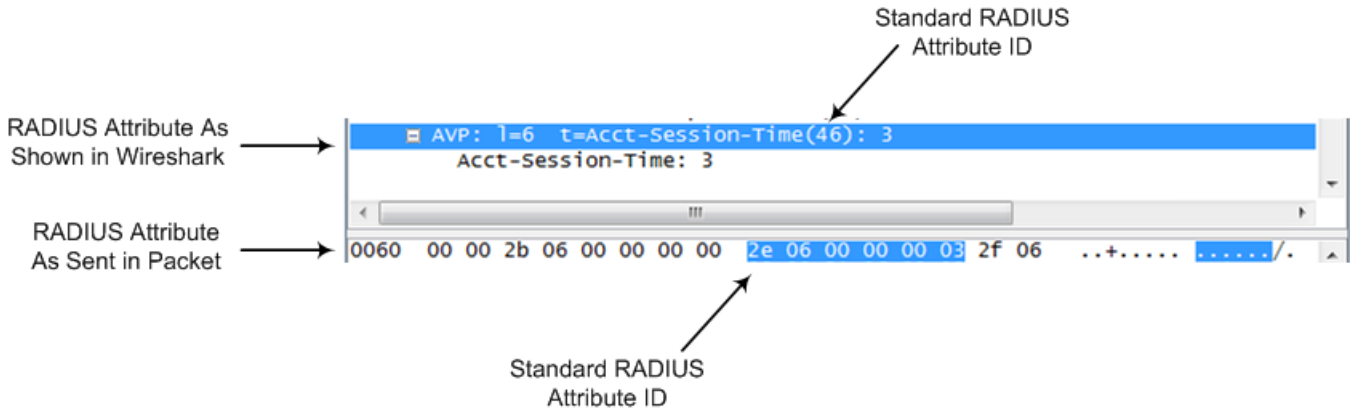 Standard RADIUS
Attribute ID
RADIUS Attribute As
Shown in Wireshark
AVP: l=6  t=Acct-Session-Time(46): 3
Acct-Session-Time: 3
RADIUS Attribute
As Sent in Packet
0060  00 00 2b 06 00 00 00 00  2e 06 00 00 00 03 2f 06  ..+..... ....../.
Standard RADIUS
Attribute ID